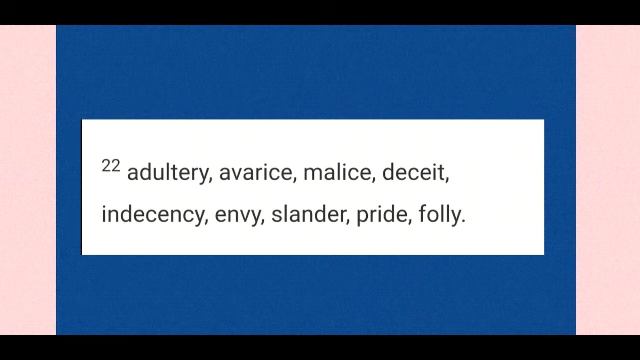 22 adultery, avarice, malice, deceit,
indecency, envy, slander, pride, folly.